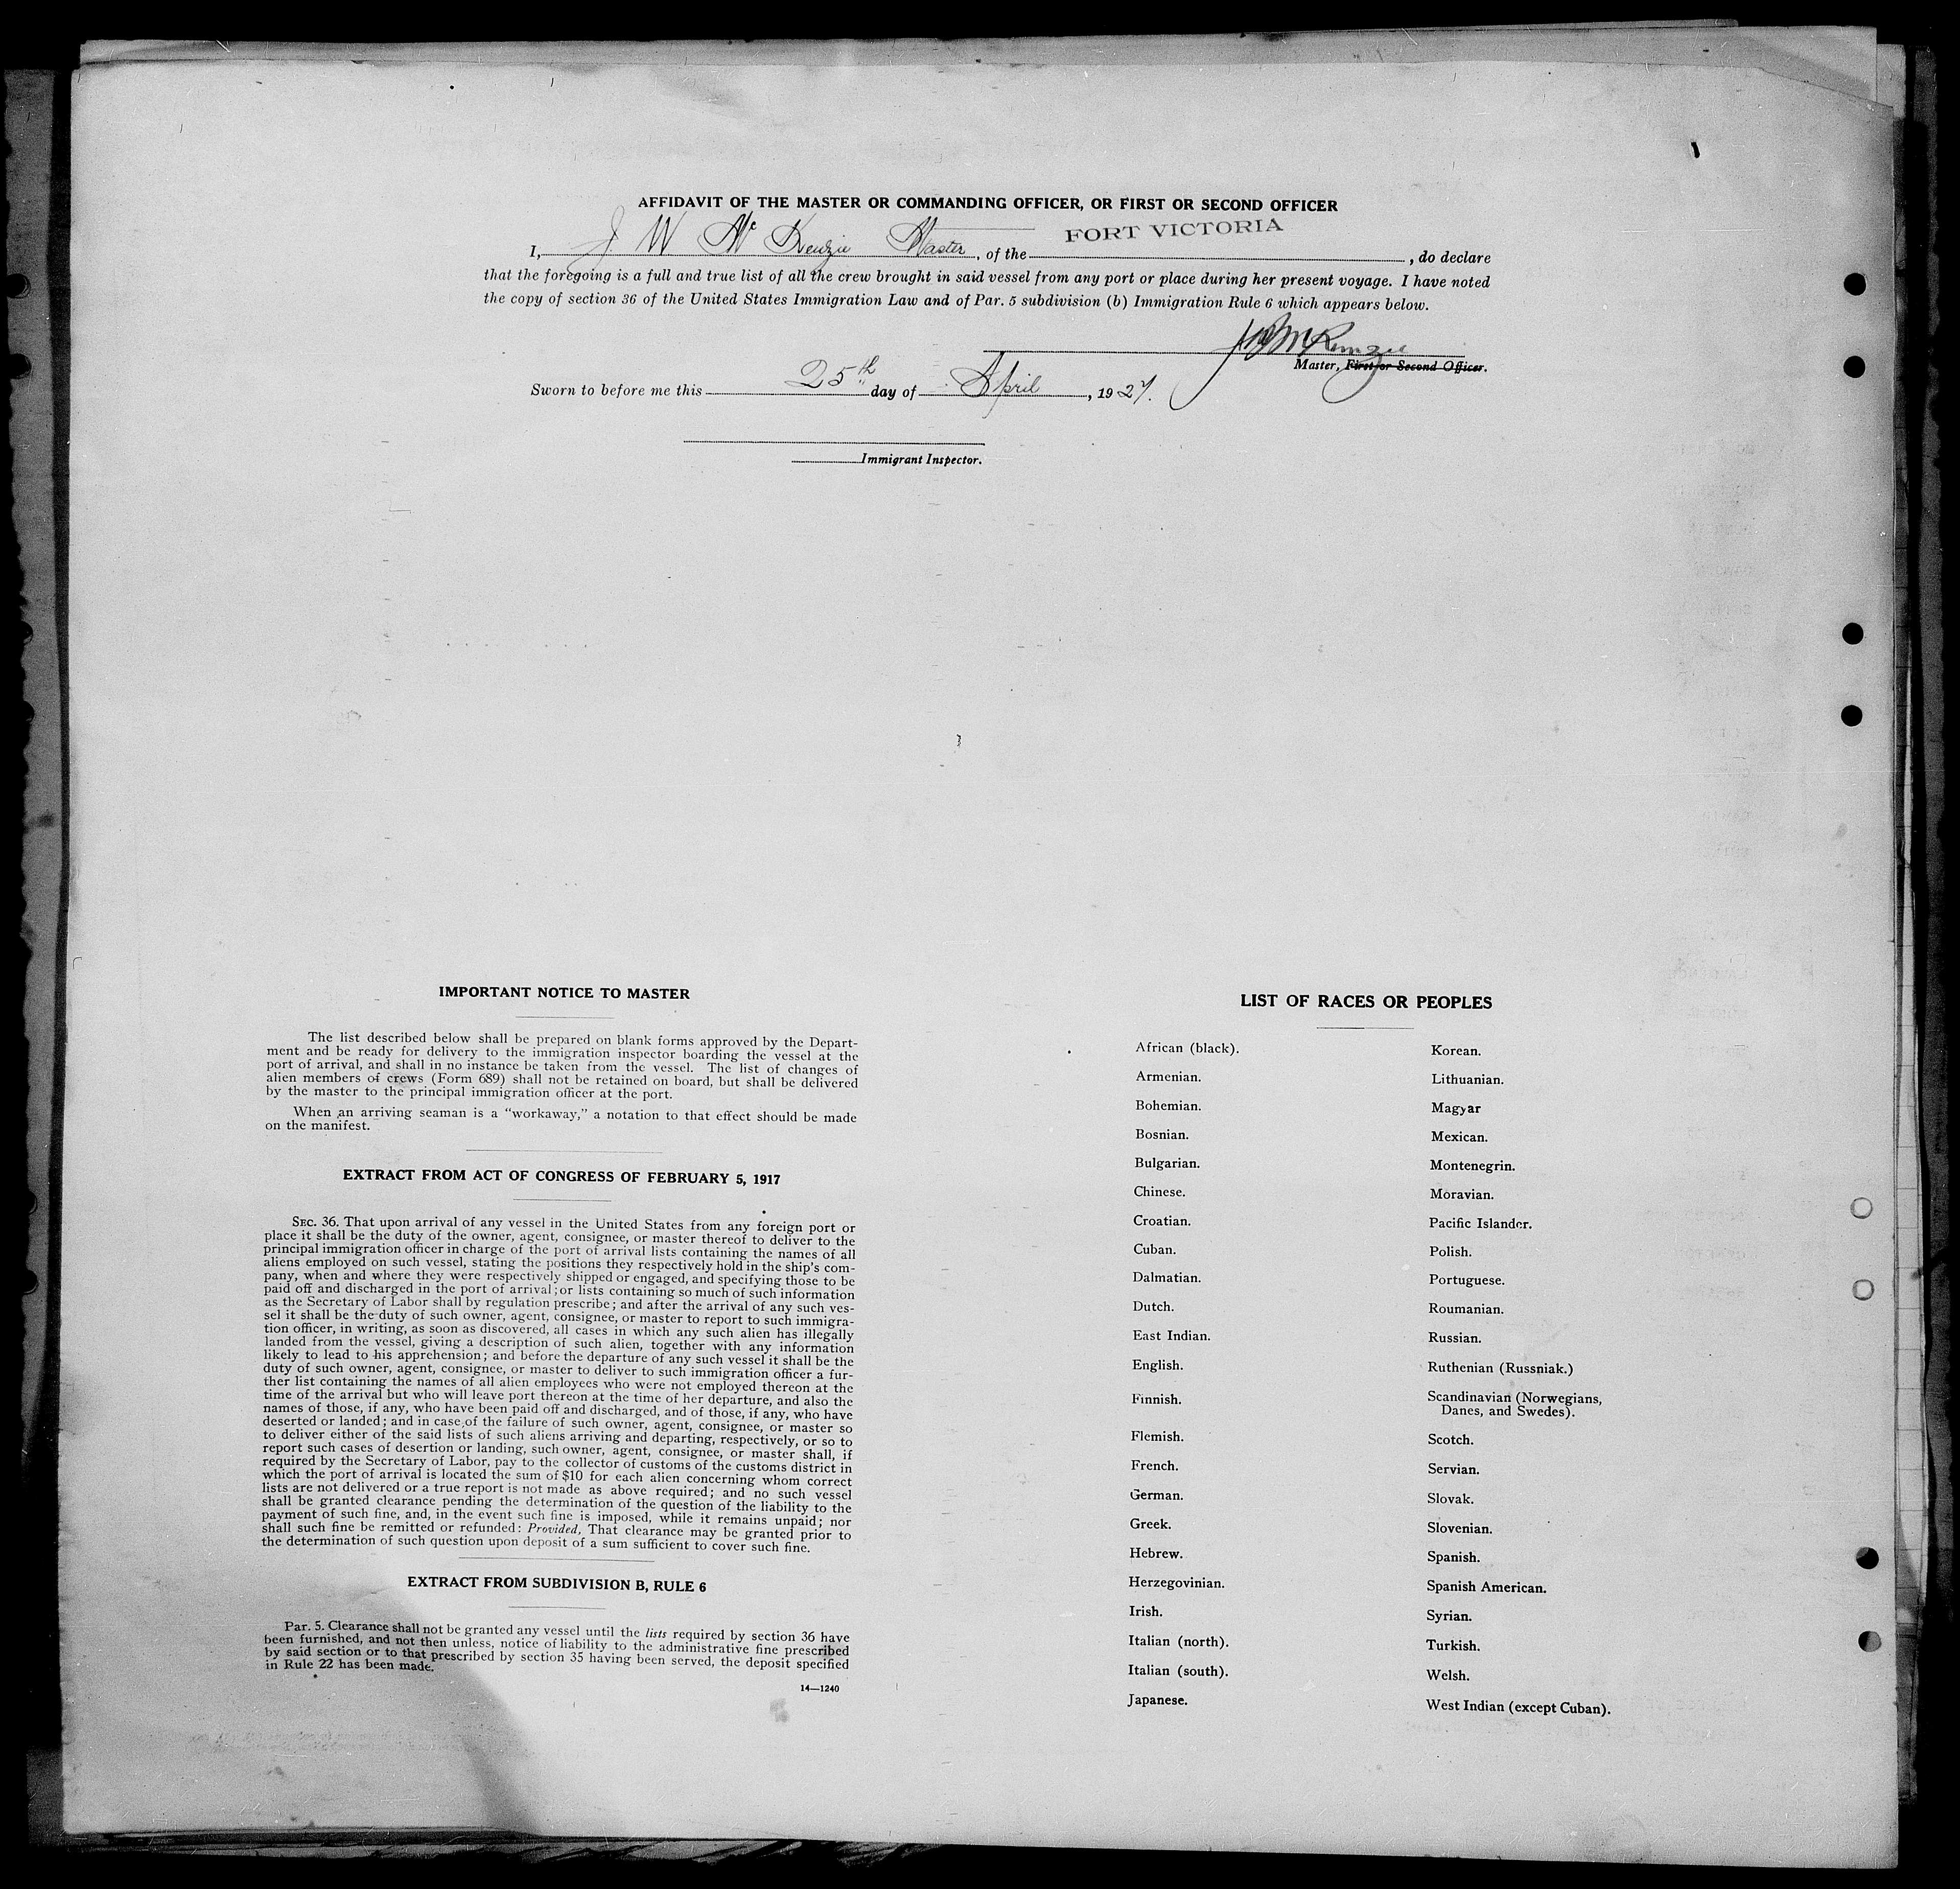 AFFIDAVIT OF THE MASTER OR COMMANDING OFFICER, OR FIRST OR SECOND OFFICER
I, J. W. McKenzie Master, of the FORT VICTORIA, do declare
that the foregoing is a full and true list of all the crew brought in said vessel from any port or place during her present voyage. I have noted
the copy of section 36 of the United States Immigration Law and of Par. 5 subdivision (b) Immigration Rule 6 which appears below.
J W McKenzie
Master, First or Second Officer.
Sworn to before me this 25th day of April, 1927.
Immigrant Inspector.
IMPORTANT NOTICE TO MASTER
The list described below shall be prepared on blank forms approved by the Depart-
ment and be ready for delivery to the immigration inspector boarding the vessel at the
port of arrival, and shall in no instance be taken from the vessel. The list of changes of
alien members of crews (Form 689) shall not be retained on board, but shall be delivered
by the master to the principal immigration officer at the port.
When an arriving seaman is a "workaway," a notation to that effect should be made
on the manifest.
EXTRACT FROM ACT OF CONGRESS OF FEBRUARY 5, 1917
SEC. 36. That upon arrival of any vessel in the United States from any foreign port or
place it shall be the duty of the owner, agent, consignee, or master thereof to deliver to the
principal immigration officer in charge of the port of arrival lists containing the names of all
aliens employed on such vessel, stating the positions they respectively hold in the ship's com-
pany, when and where they were respectively shipped or engaged, and specifying those to be
paid off and discharged in the port of arrival; or lists containing so much of such information
as the Secretary of Labor shall by regulation prescribe; and after the arrival of any such ves-
sel it shall be the duty of such owner, agent, consignee, or master to report to such immigra-
tion officer, in writing, as soon as discovered, all cases in which any such alien has illegally
landed from the vessel, giving a description of such alien, together with any information
likely to lead to his apprehension; and before the departure of any such vessel it shall be the
duty of such owner, agent, consignee, or master to deliver to such immigration officer a fur-
ther list containing the names of all alien employees who were not employed thereon at the
time of the arrival but who will leave port thereon at the time of her departure, and also the
names of those, if any, who have been paid off and discharged, and of those, if any, who have
deserted or landed; and in case of the failure of such owner, agent, consignee, or master so
to deliver either of the said lists of such aliens arriving and departing, respectively, or so to
report such cases of desertion or landing, such owner, agent, consignee, or master shall, if
required by the Secretary of Labor, pay to the collector of customs of the customs district in
which the port of arrival is located the sum of $10 for each alien concerning whom correct
lists are not delivered or a true report is not made as above required; and no such vessel
shall be granted clearance pending the determination of the question of the liability to the
payment of such fine, and, in the event such fine is imposed, while it remains unpaid; nor
shall such fine be remitted or refunded: Provided, That clearance may be granted prior to
the determination of such question upon deposit of a sum sufficient to cover such fine.
EXTRACT FROM SUBDIVISION B, RULE 6
Par. 5. Clearance shall not be granted any vessel until the lists required by section 36 have
been furnished, and not then unless, notice of liability to the administrative fine prescribed
by said section or to that prescribed by section 35 having been served, the deposit specified
in Rule 22 has been made.
14—1240
LIST OF RACES OR PEOPLES
African (black).
Armenian.
Bohemian.
Bosnian.
Bulgarian.
Chinese.
Croatian.
Cuban.
Dalmatian.
Dutch.
East Indian.
English.
Finnish.
Flemish.
French.
German.
Greek.
Hebrew.
Herzegovinian.
Irish.
Italian (north).
Italian (south).
Japanese.
Korean.
Lithuanian.
Magyar
Mexican.
Montenegrin.
Moravian.
Pacific Islander.
Polish.
Portuguese.
Roumanian.
Russian.
Ruthenian (Russniak.)
Scandinavian (Norwegians,
Danes, and Swedes).
Scotch.
Servian.
Slovak.
Slovenian.
Spanish.
Spanish American.
Syrian.
Turkish.
Welsh.
West Indian (except Cuban).